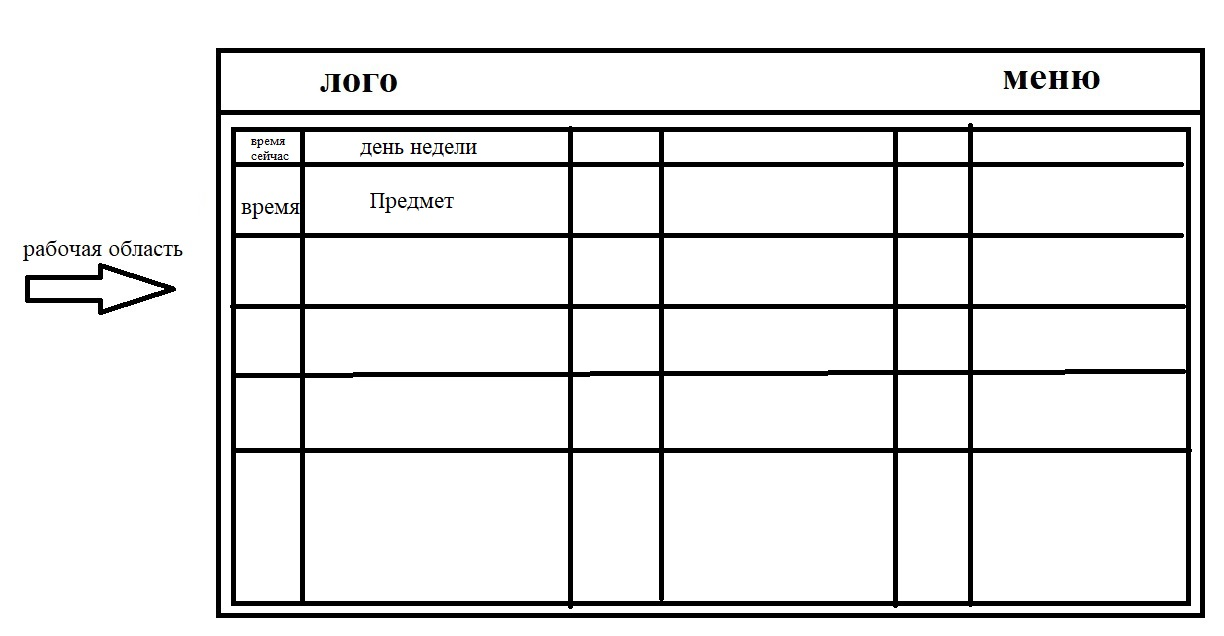 лого
меню
время
сейчас
день недели
время
Предмет
рабочая область